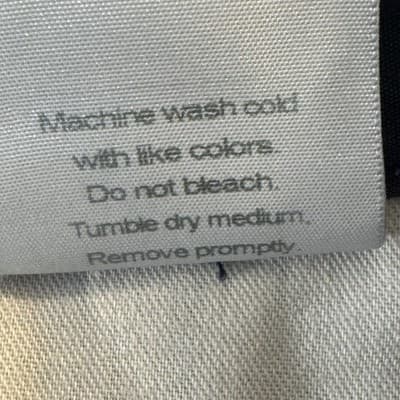 Machine wash cold
with like colors.
Do not bleach.
Tumble dry medium.
Remove promptly.